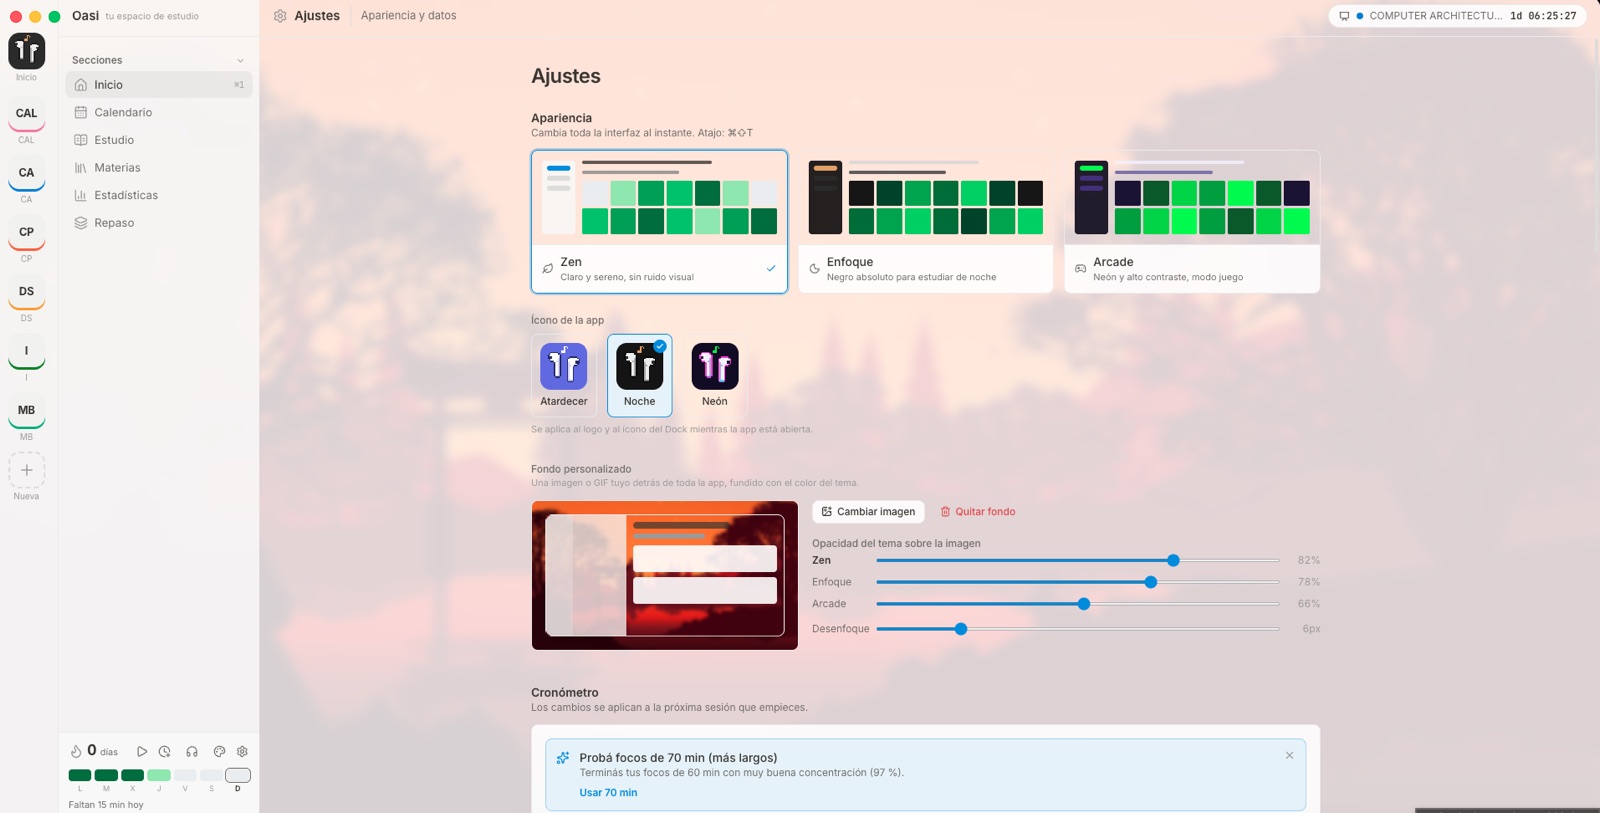 Oasi tu espacio de estudio
Ajustes
Apariencia y datos
COMPUTER ARCHITECTU... 1d 06:25:27
Inicio
CAL
CAL
CA
CA
CP
CP
DS
DS
I
I
MB
MB
Nueva
Secciones
Inicio ⌘1
Calendario
Estudio
Materias
Estadísticas
Repaso
0 días
L M X J V S D
Faltan 15 min hoy
Ajustes
Apariencia
Cambia toda la interfaz al instante. Atajo: ⌘⇧T
Zen
Claro y sereno, sin ruido visual
Enfoque
Negro absoluto para estudiar de noche
Arcade
Neón y alto contraste, modo juego
Ícono de la app
Atardecer
Noche
Neón
Se aplica al logo y al ícono del Dock mientras la app está abierta.
Fondo personalizado
Una imagen o GIF tuyo detrás de toda la app, fundido con el color del tema.
Cambiar imagen
Quitar fondo
Opacidad del tema sobre la imagen
Zen 82%
Enfoque 78%
Arcade 66%
Desenfoque 6px
Cronómetro
Los cambios se aplican a la próxima sesión que empieces.
Probá focos de 70 min (más largos)
Terminás tus focos de 60 min con muy buena concentración (97 %).
Usar 70 min